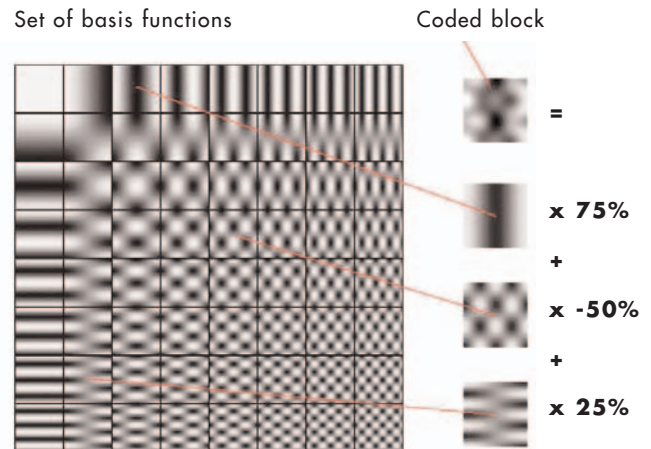 Set of basis functions
Coded block
=
x 75%
+
x -50%
+
x 25%